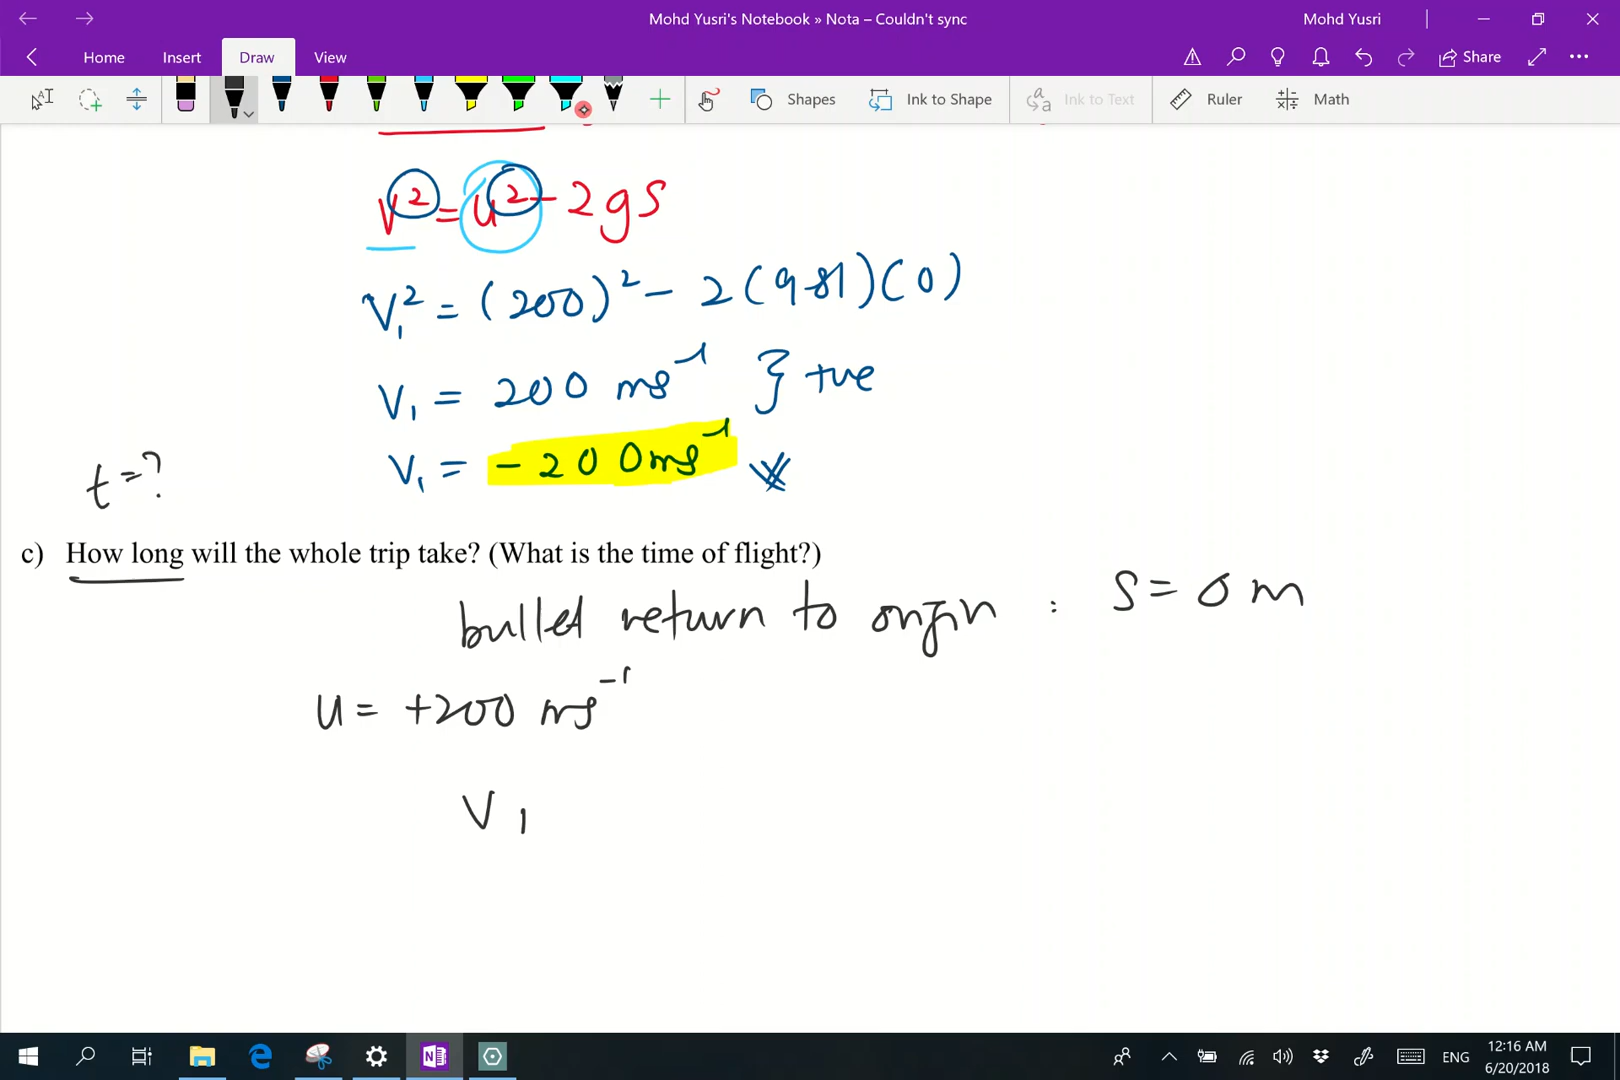 Mohd Yusri's Notebook » Nota – Couldn't sync
Mohd Yusri
Home Insert Draw View
Share
Shapes Ink to Shape Ink to Text Ruler Math
v² = u² - 2gs
V₁² = (200)² - 2(9.81)(0)
V₁ = 200 ms⁻¹ } +ve
V₁ = -200ms⁻¹
t = ?
c) How long will the whole trip take? (What is the time of flight?)
bullet return to origin : S = 0 m
u = +200 ms⁻¹
V₁
ENG
12:16 AM
6/20/2018